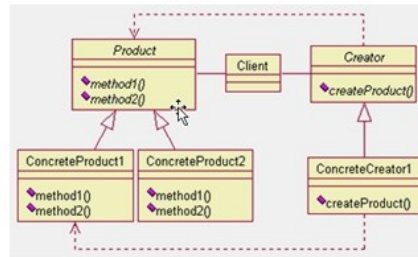 Product
method1()
method2()
Client
Creator
createProduct()
ConcreteProduct1
method1()
method2()
ConcreteProduct2
method1()
method2()
ConcreteCreator1
createProduct()